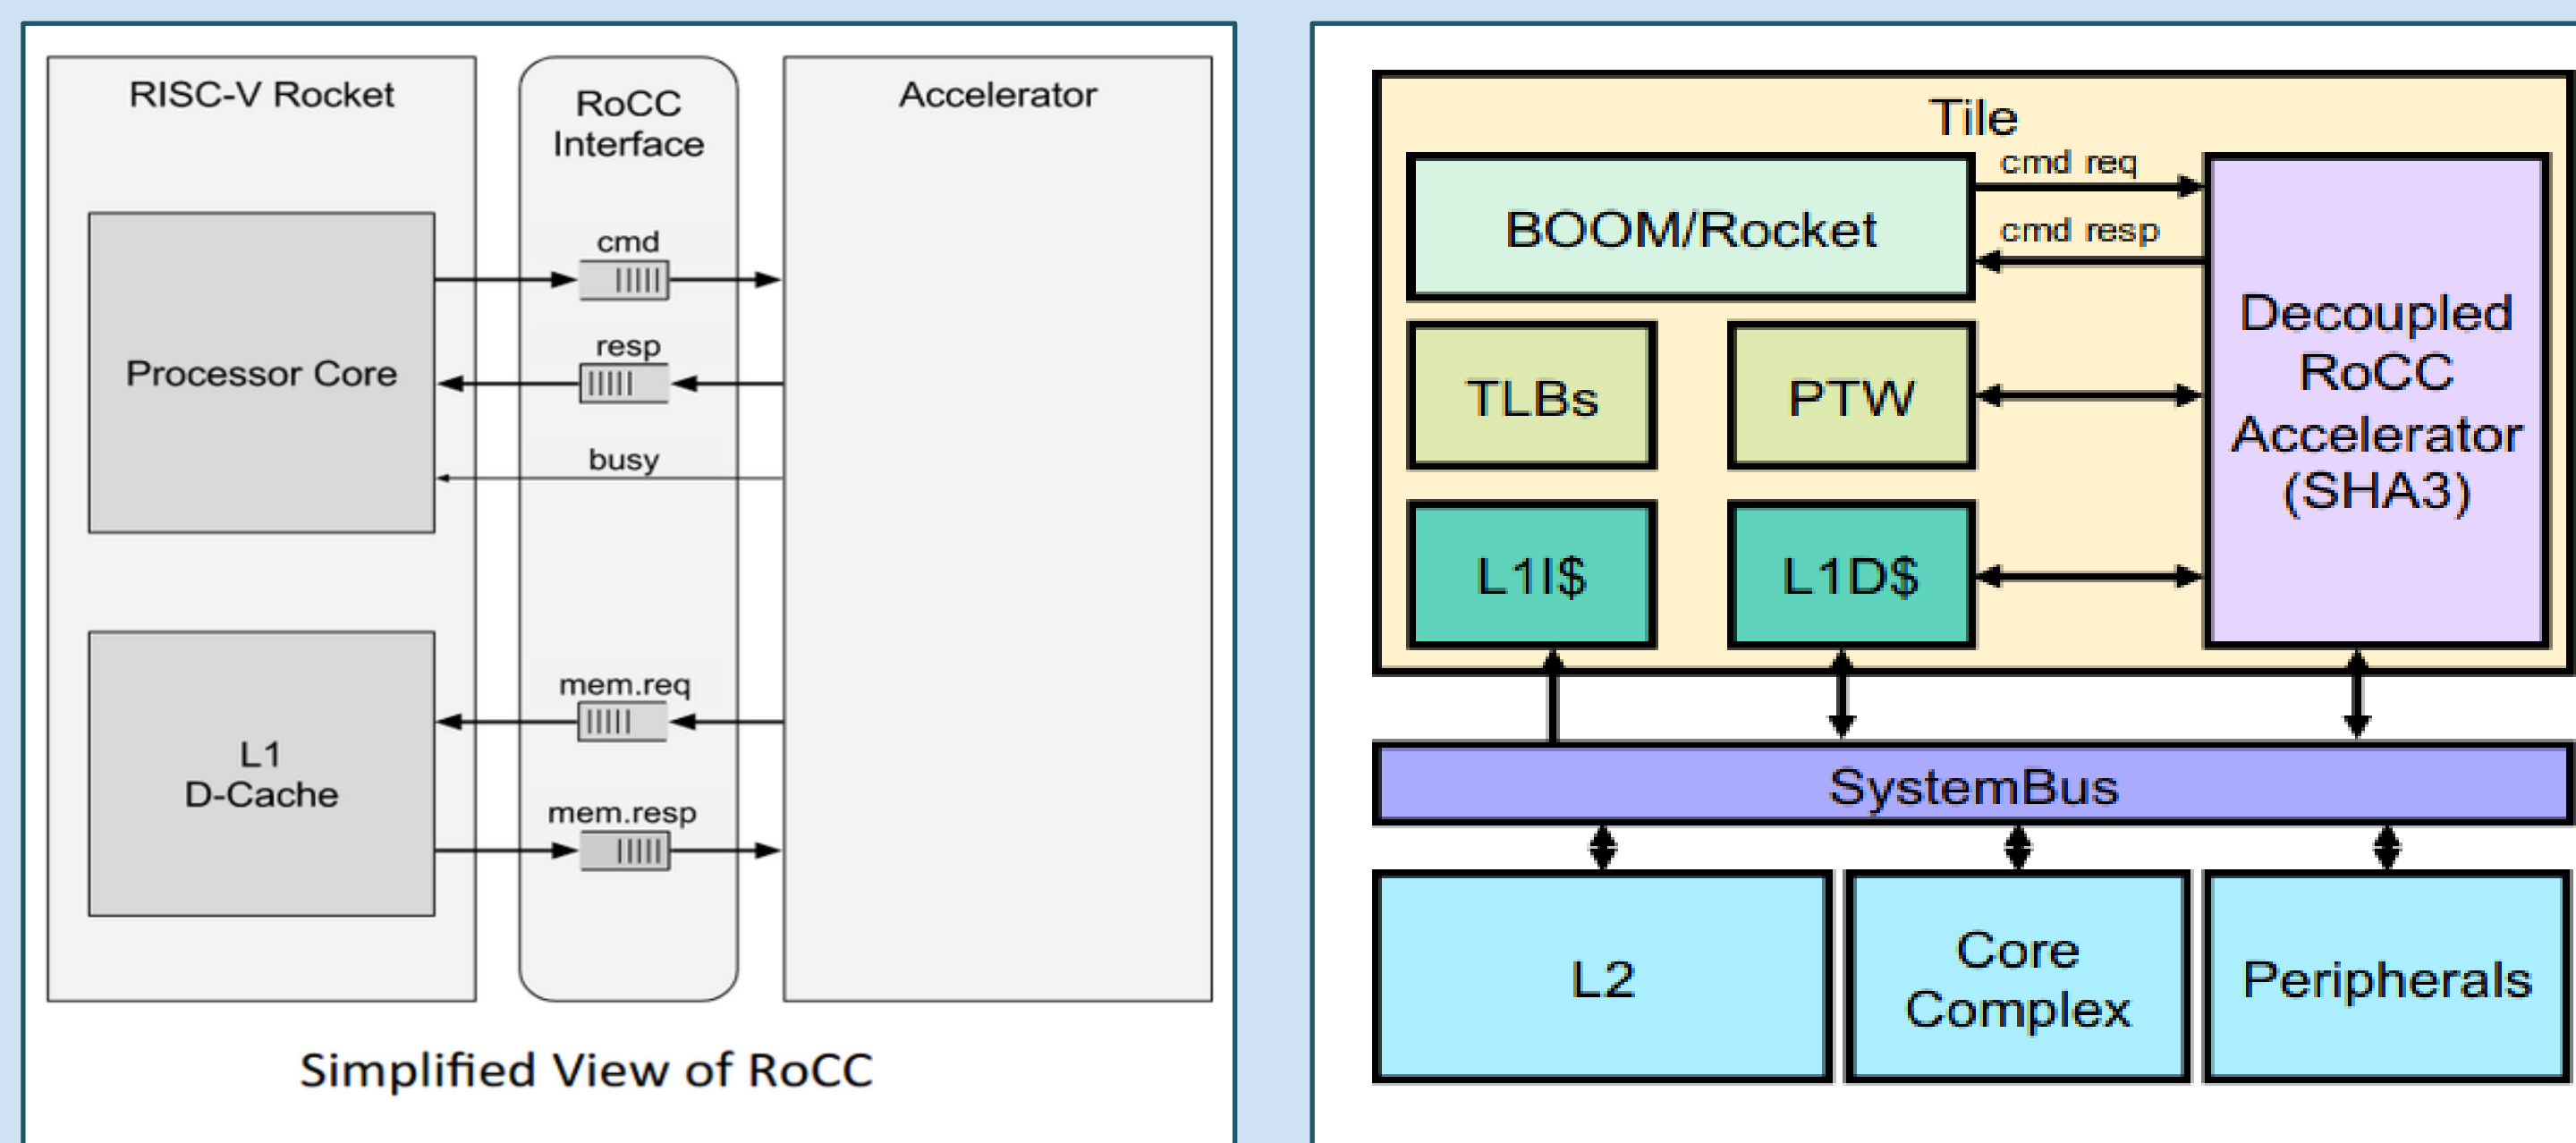 RISC-V Rocket
RoCC
Interface
Accelerator
Processor Core
cmd
resp
busy
L1
D-Cache
mem.req
mem.resp
Simplified View of RoCC
Tile
BOOM/Rocket
cmd req
cmd resp
TLBs
PTW
L1I$
L1D$
Decoupled
RoCC
Accelerator
(SHA3)
SystemBus
L2
Core
Complex
Peripherals